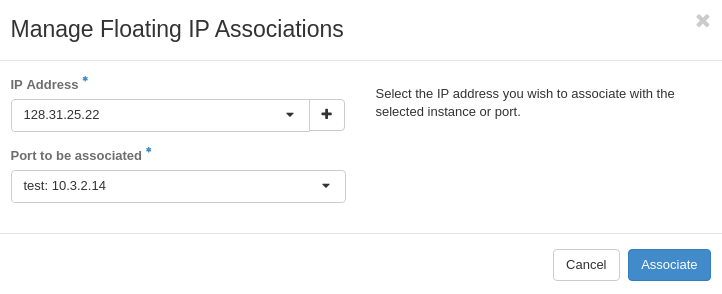 Manage Floating IP Associations
IP Address *
128.31.25.22
Select the IP address you wish to associate with the
selected instance or port.
Port to be associated *
test: 10.3.2.14
Cancel
Associate